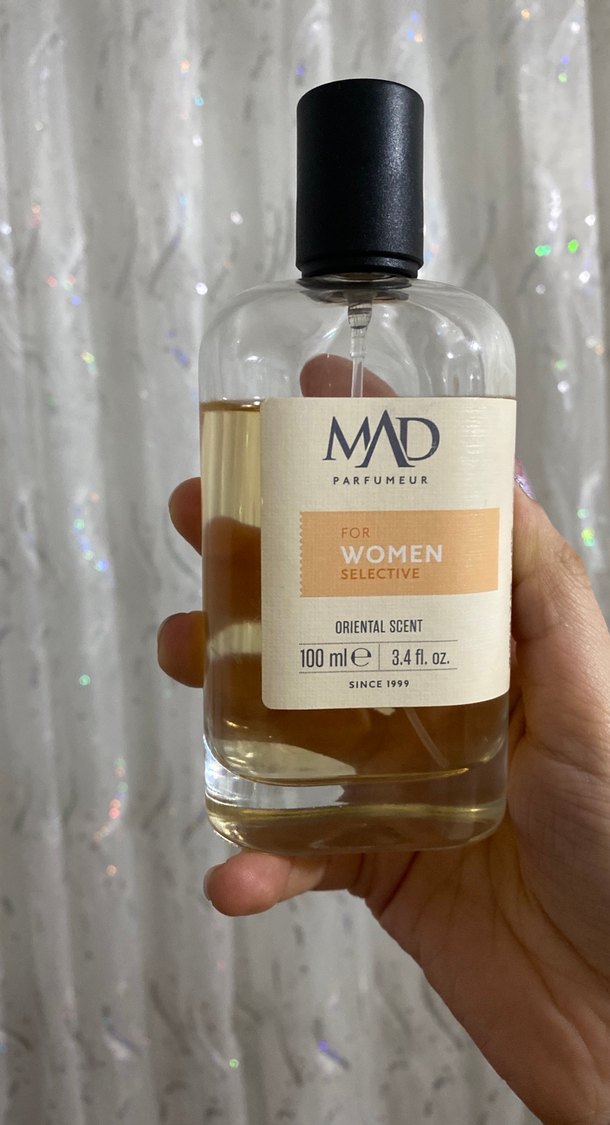 MAD
PARFUMEUR
FOR
WOMEN
SELECTIVE
ORIENTAL SCENT
100 ml ℮ 3.4 fl. oz.
SINCE 1999